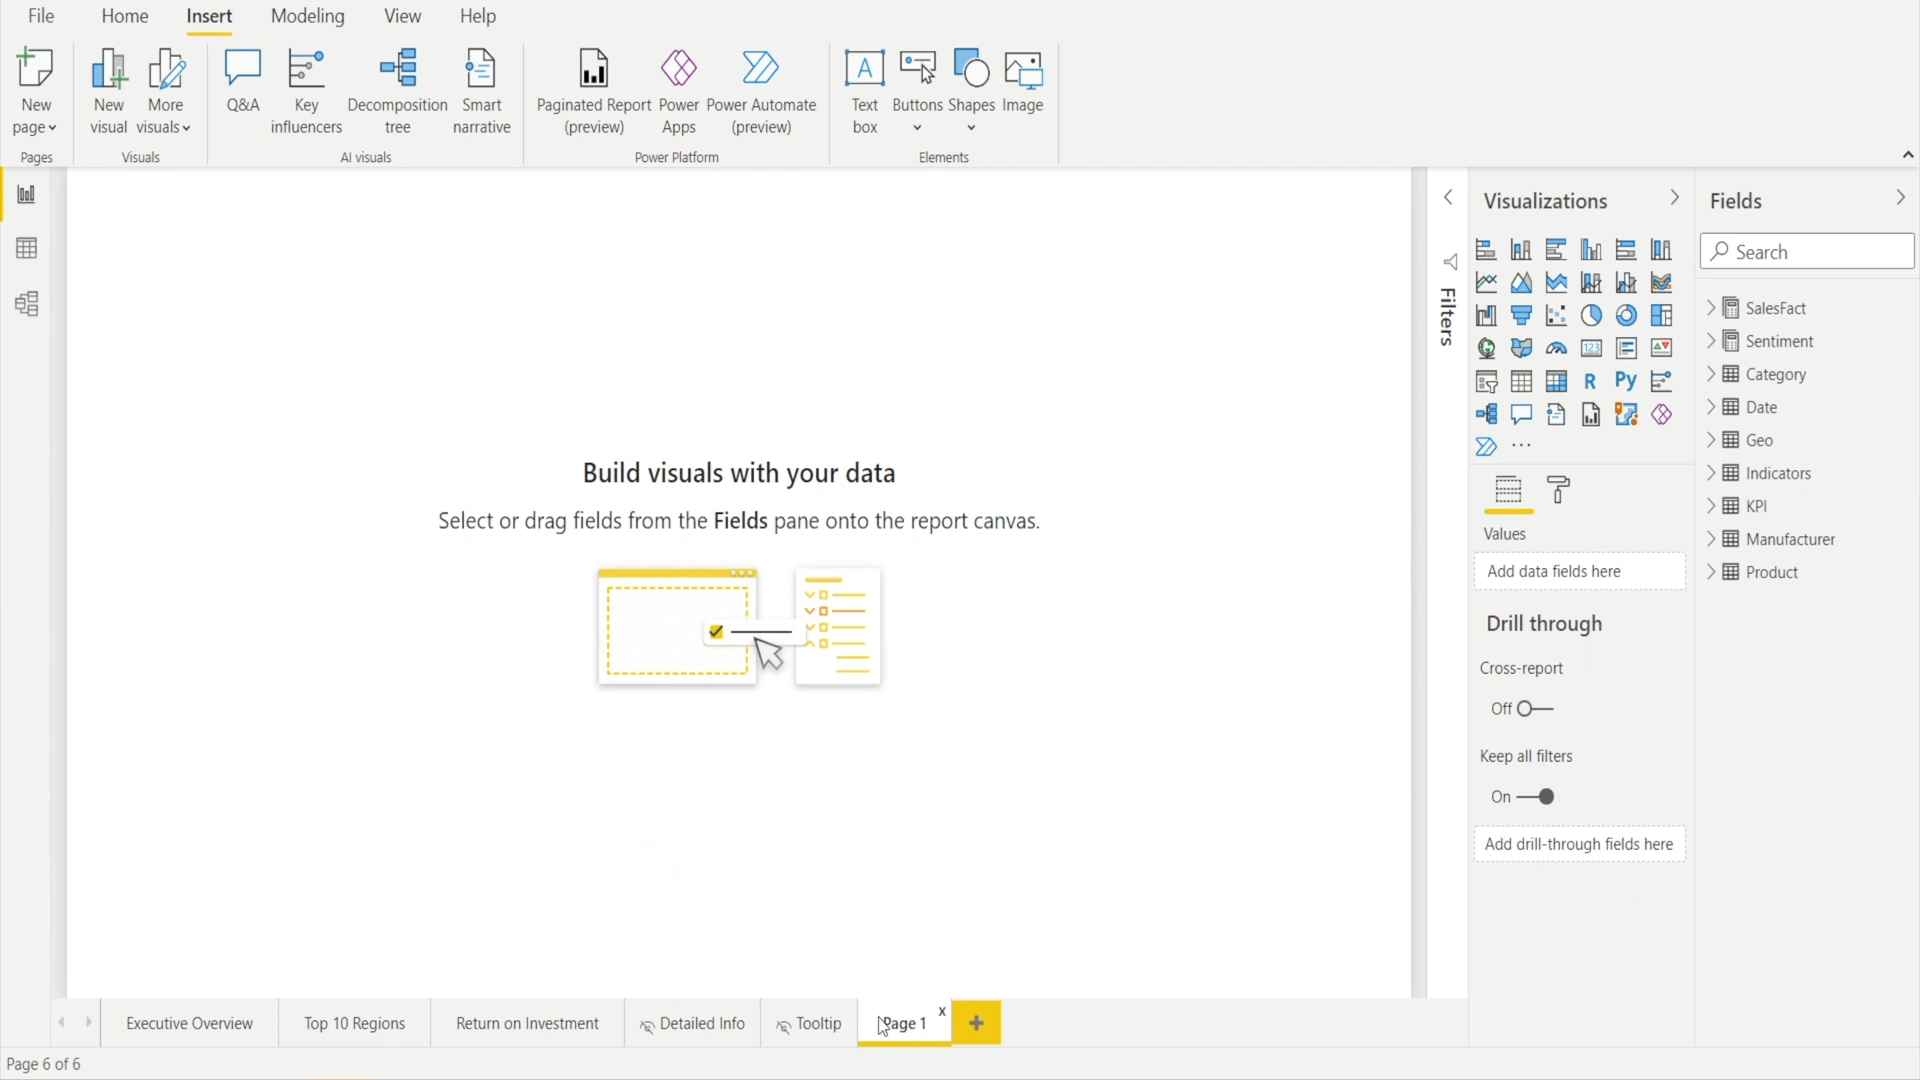 File Home Insert Modeling View Help
New page
New visual
More visuals
Q&A
Key influencers
Decomposition tree
Smart narrative
Paginated Report (preview)
Power Apps
Power Automate (preview)
Text box
Buttons
Shapes
Image
Pages
Visuals
AI visuals
Power Platform
Elements
Build visuals with your data
Select or drag fields from the Fields pane onto the report canvas.
Filters
Visualizations
123
R
Py
...
Values
Add data fields here
Drill through
Cross-report
Off
Keep all filters
On
Add drill-through fields here
Fields
Search
SalesFact
Sentiment
Category
Date
Geo
Indicators
KPI
Manufacturer
Product
Executive Overview
Top 10 Regions
Return on Investment
Detailed Info
Tooltip
Page 1
x
+
Page 6 of 6